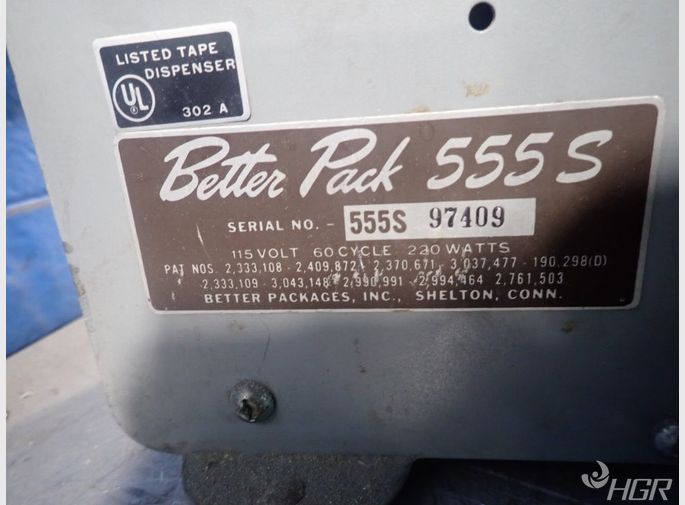 LISTED TAPE
DISPENSER
UL
®
302 A
Better Pack 555 S
SERIAL NO. - 555S 97409
115 VOLT 60 CYCLE 220 WATTS
PAT NOS. 2,333,108 - 2,409,872 - 2,370,671 - 3,037,477 - 190,298(D)
2,333,109 - 3,043,148 - 2,990,991 - 2,994,464 2,761,503
BETTER PACKAGES, INC., SHELTON, CONN.
HGR